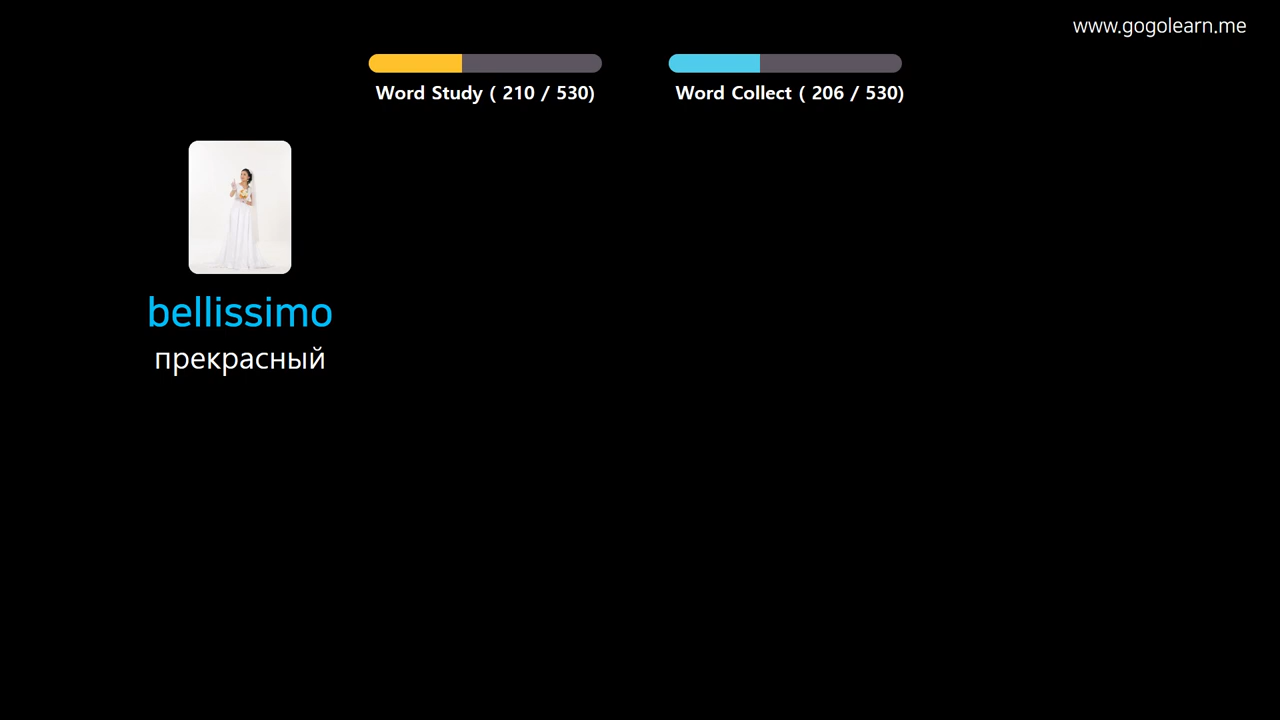 www.gogolearn.me
Word Study ( 210 / 530)
Word Collect ( 206 / 530)
bellissimo
прекрасный